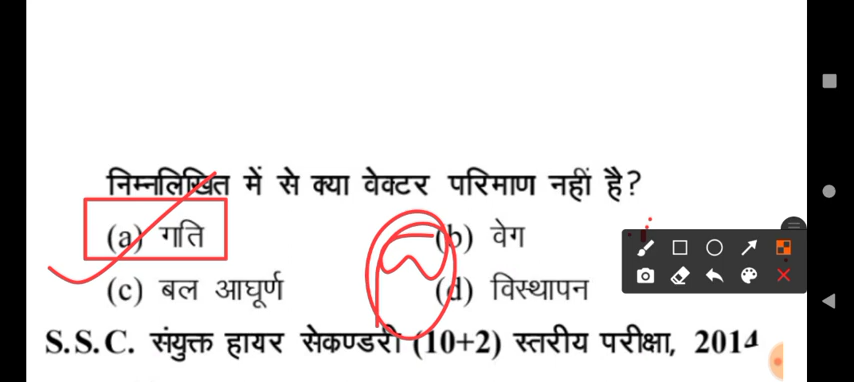 निम्नलिखित में से क्या वेक्टर परिमाण नहीं है?
(a) गति (b) वेग
(c) बल आघूर्ण (d) विस्थापन
S.S.C. संयुक्त हायर सेकण्डरी (10+2) स्तरीय परीक्षा, 2014